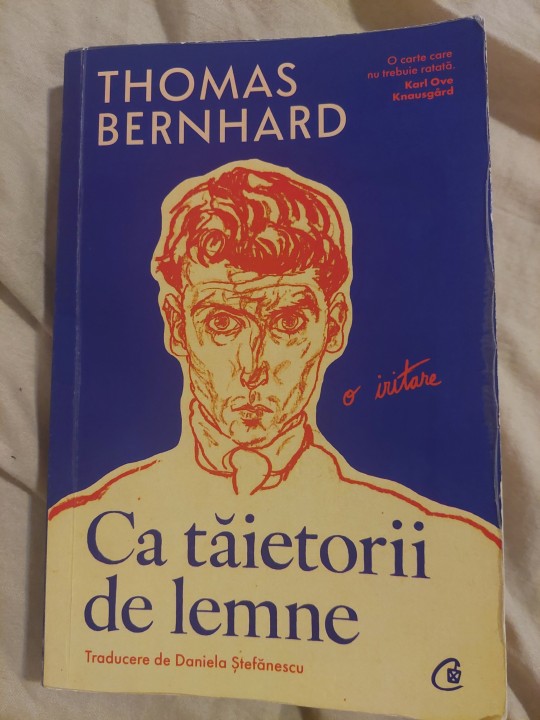 THOMAS
BERNHARD
O carte care
nu trebuie ratată.
Karl Ove
Knausgård
o iritare
Ca tăietorii
de lemne
Traducere de Daniela Ștefănescu